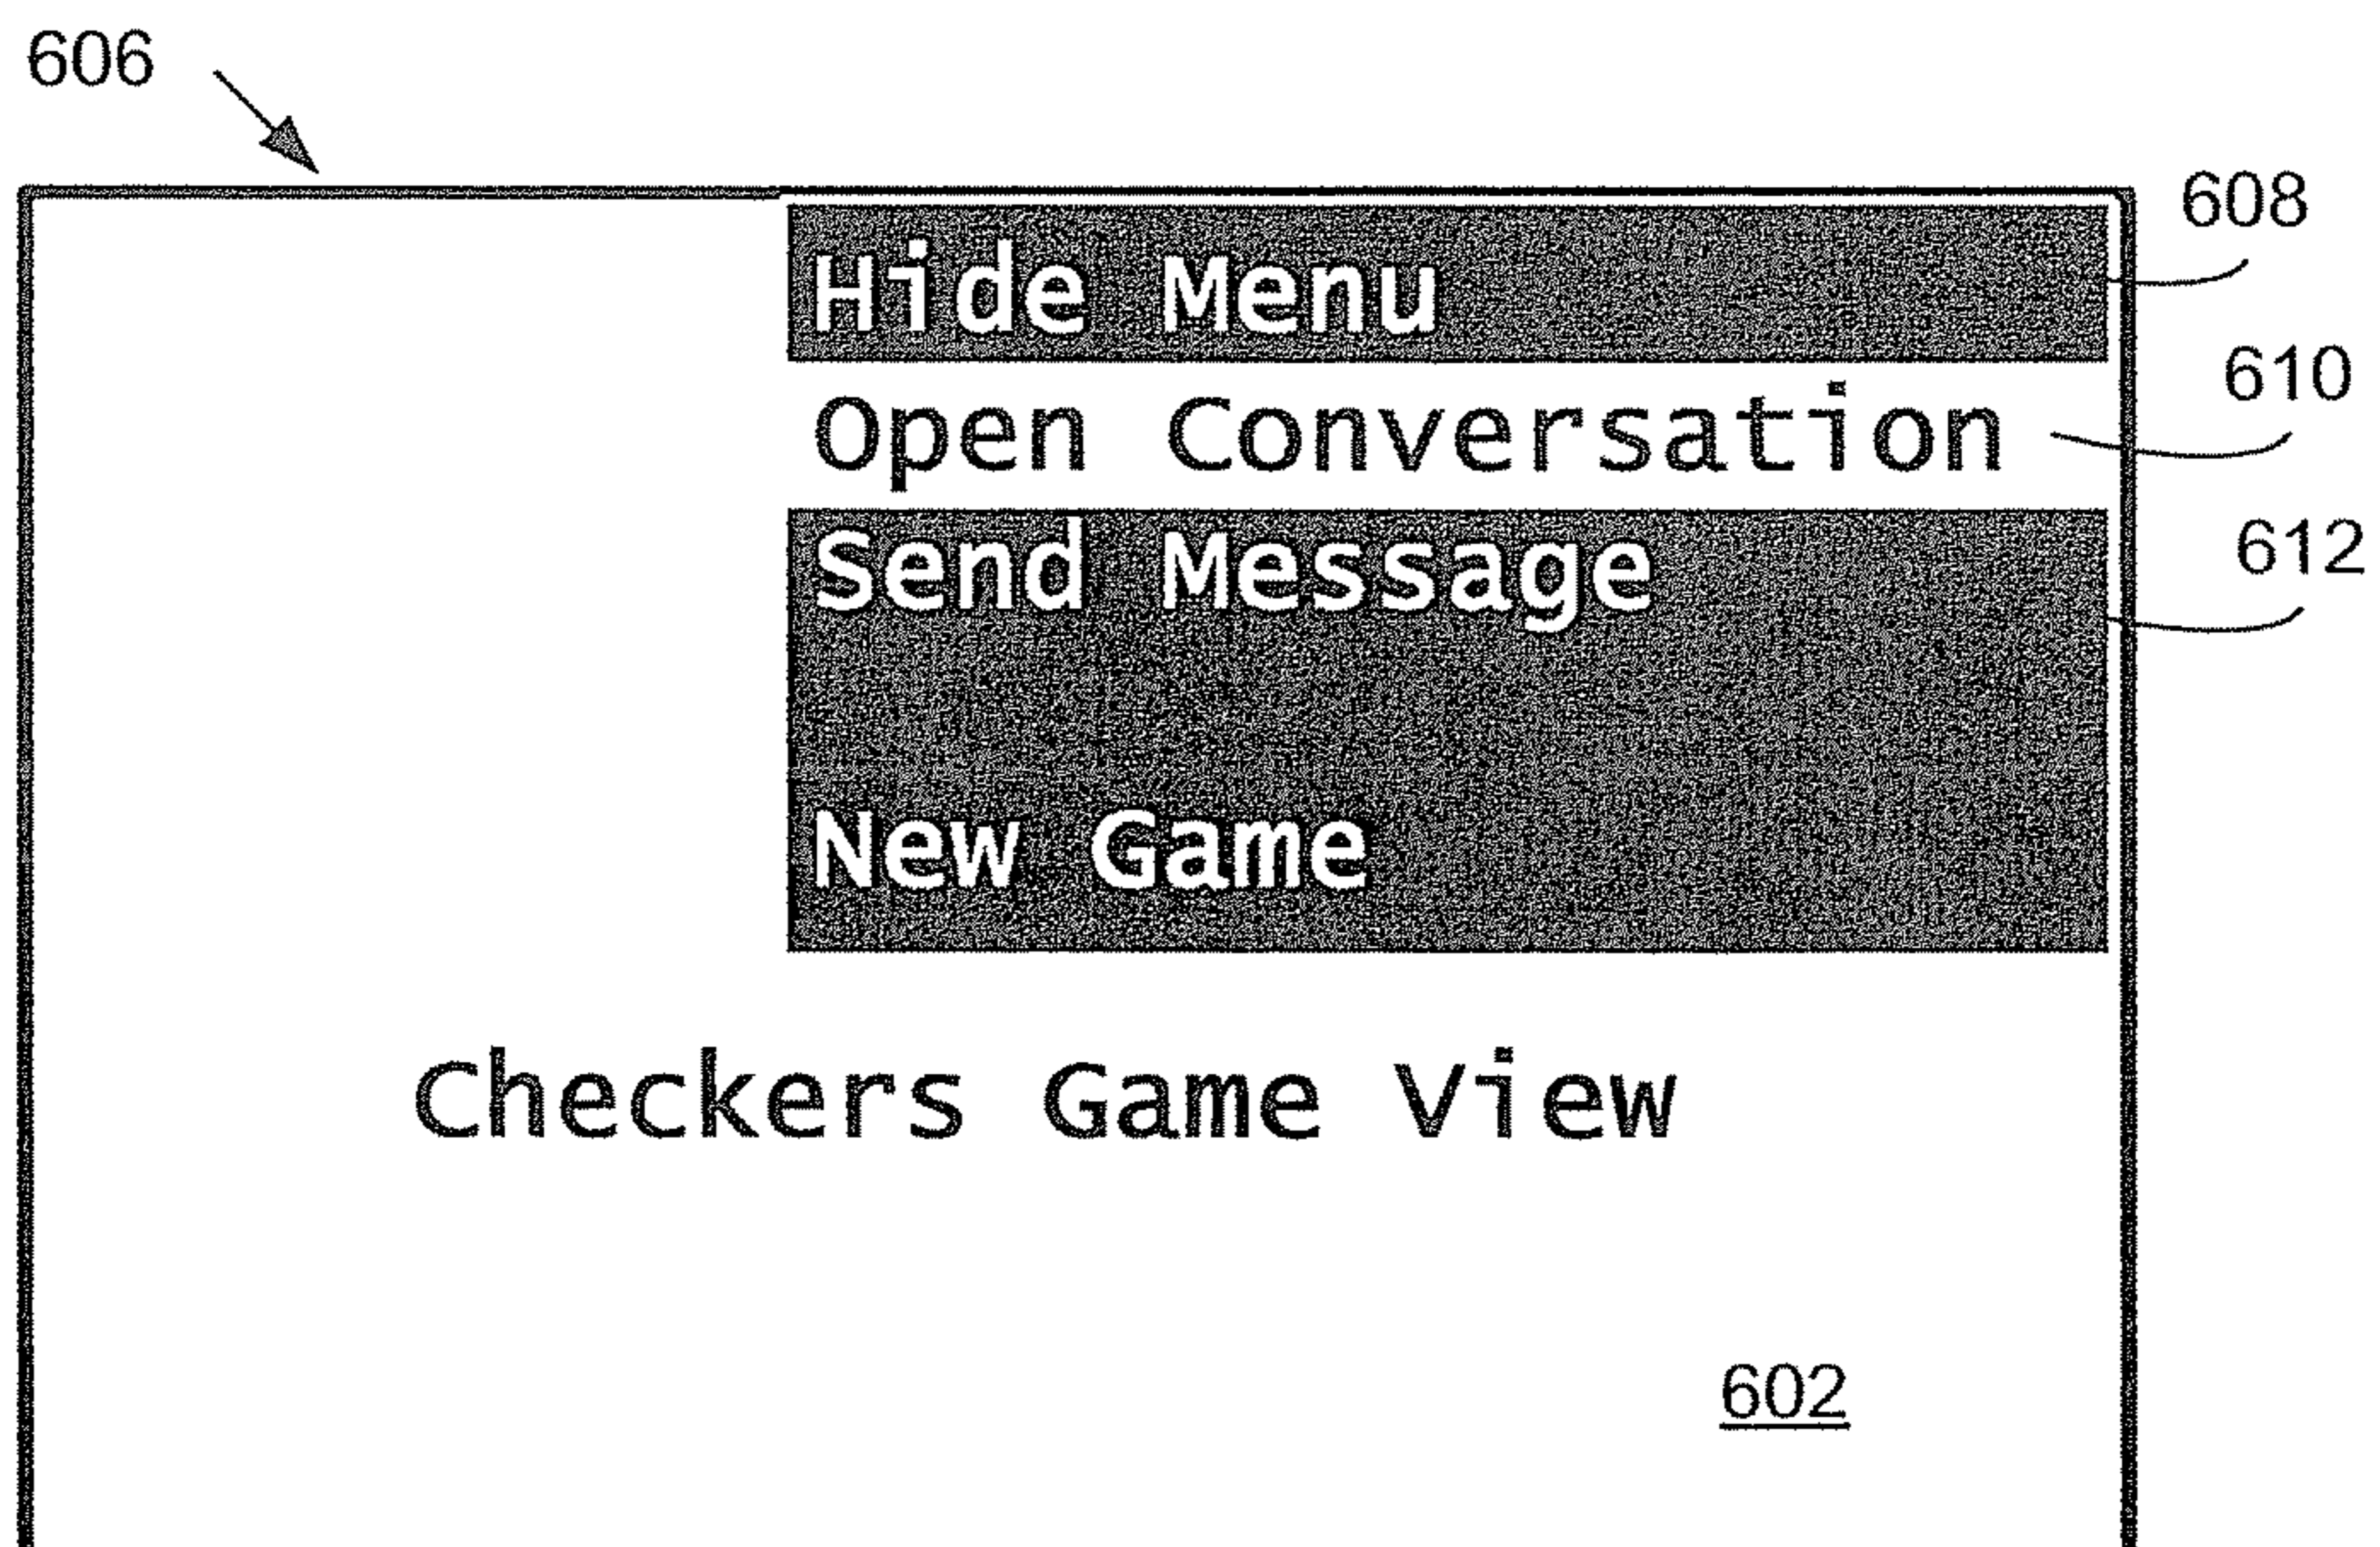 606
608
Hide Menu
610
Open Conversation
612
Send Message
New Game
Checkers Game View
602